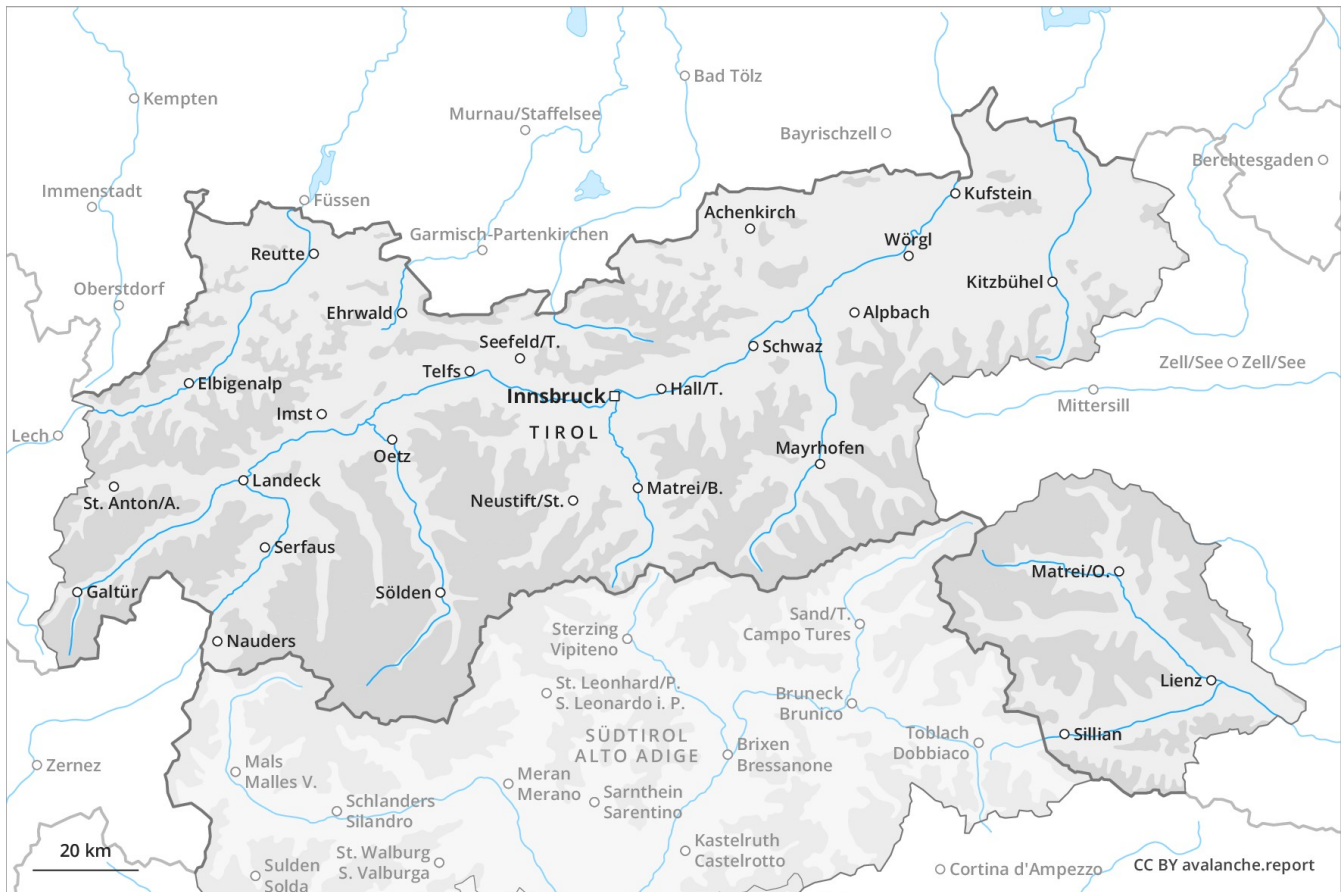 Kempten
Bad Tölz
Murnau/Staffelsee
Bayrischzell
Berchtesgaden
Immenstadt
Füssen
Kufstein
Achenkirch
Garmisch-Partenkirchen
Wörgl
Reutte
Oberstdorf
Kitzbühel
Ehrwald
Alpbach
Seefeld/T.
Schwaz
Telfs
Zell/See
Zell/See
Elbigenalp
Hall/T.
Innsbruck
Mittersill
Imst
TIROL
Lech
Oetz
Mayrhofen
Landeck
Matrei/B.
St. Anton/A.
Neustift/St.
Serfaus
Matrei/O.
Galtür
Sölden
Sand/T.
Campo Tures
Sterzing
Vipiteno
Nauders
Lienz
St. Leonhard/P.
S. Leonardo i. P.
Bruneck
Brunico
Sillian
SÜDTIROL
ALTO ADIGE
Toblach
Dobbiaco
Brixen
Bressanone
Zernez
Mals
Malles V.
Meran
Merano
Sarnthein
Sarentino
Schlanders
Silandro
Kastelruth
Castelrotto
20 km
St. Walburg
S. Valburga
Sulden
Solda
Cortina d'Ampezzo
CC BY avalanche.report